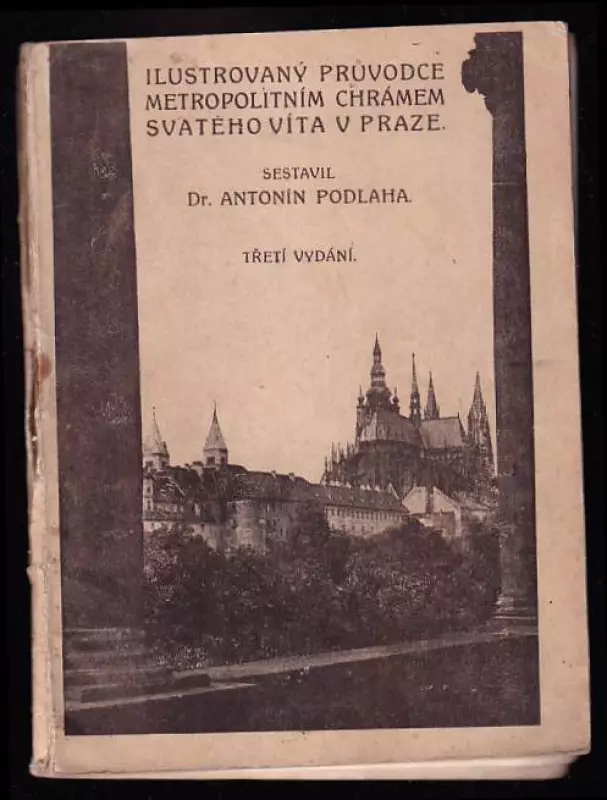 ILUSTROVANÝ PRŮVODCE
METROPOLITNÍM CHRÁMEM
SVATÉHO VÍTA V PRAZE.
SESTAVIL
Dr. ANTONÍN PODLAHA.
TŘETÍ VYDÁNÍ.